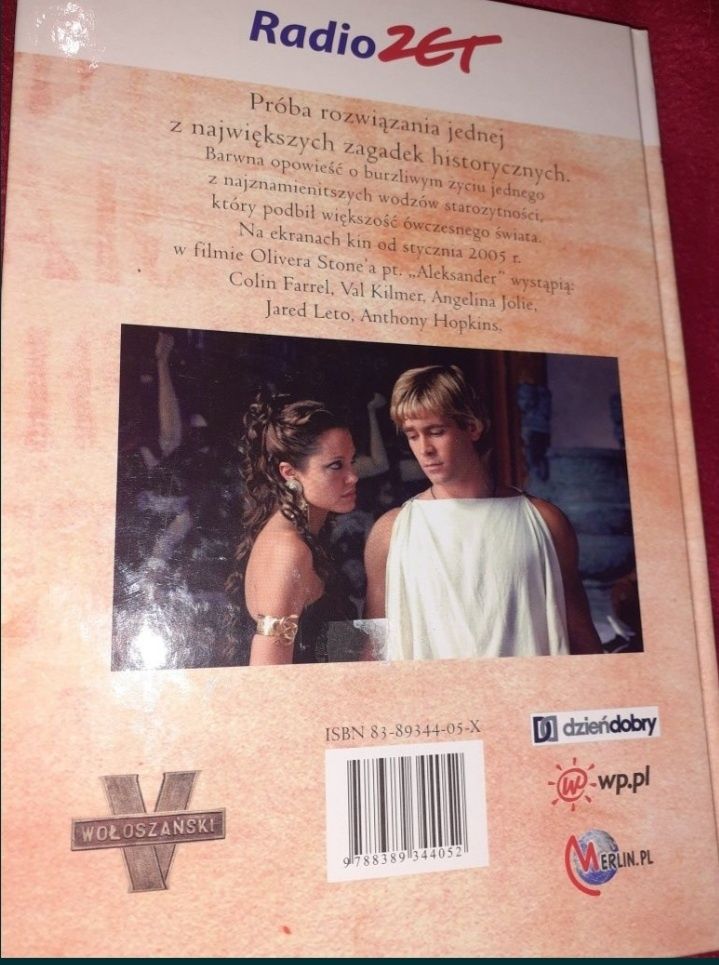 Radio ZET
Próba rozwiązania jednej
z największych zagadek historycznych.
Barwna opowieść o burzliwym życiu jednego
z najznamienitszych wodzów starożytności,
który podbił większość ówczesnego świata.
Na ekranach kin od stycznia 2005 r.
w filmie Olivera Stone'a pt. „Aleksander" wystąpią:
Colin Farrel, Val Kilmer, Angelina Jolie,
Jared Leto, Anthony Hopkins.
ISBN 83-89344-05-X
9 788389 344052
WOŁOSZAŃSKI
dzieńdobry
wp.pl
MERLIN.PL